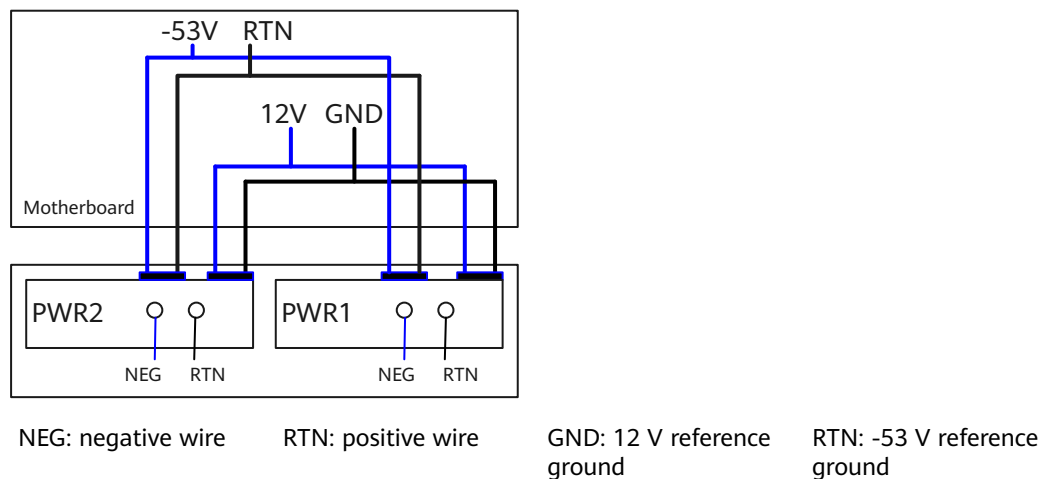 -53V RTN
12V GND
Motherboard
PWR2 PWR1
NEG RTN NEG RTN
NEG: negative wire
RTN: positive wire
GND: 12 V reference
ground
RTN: -53 V reference
ground